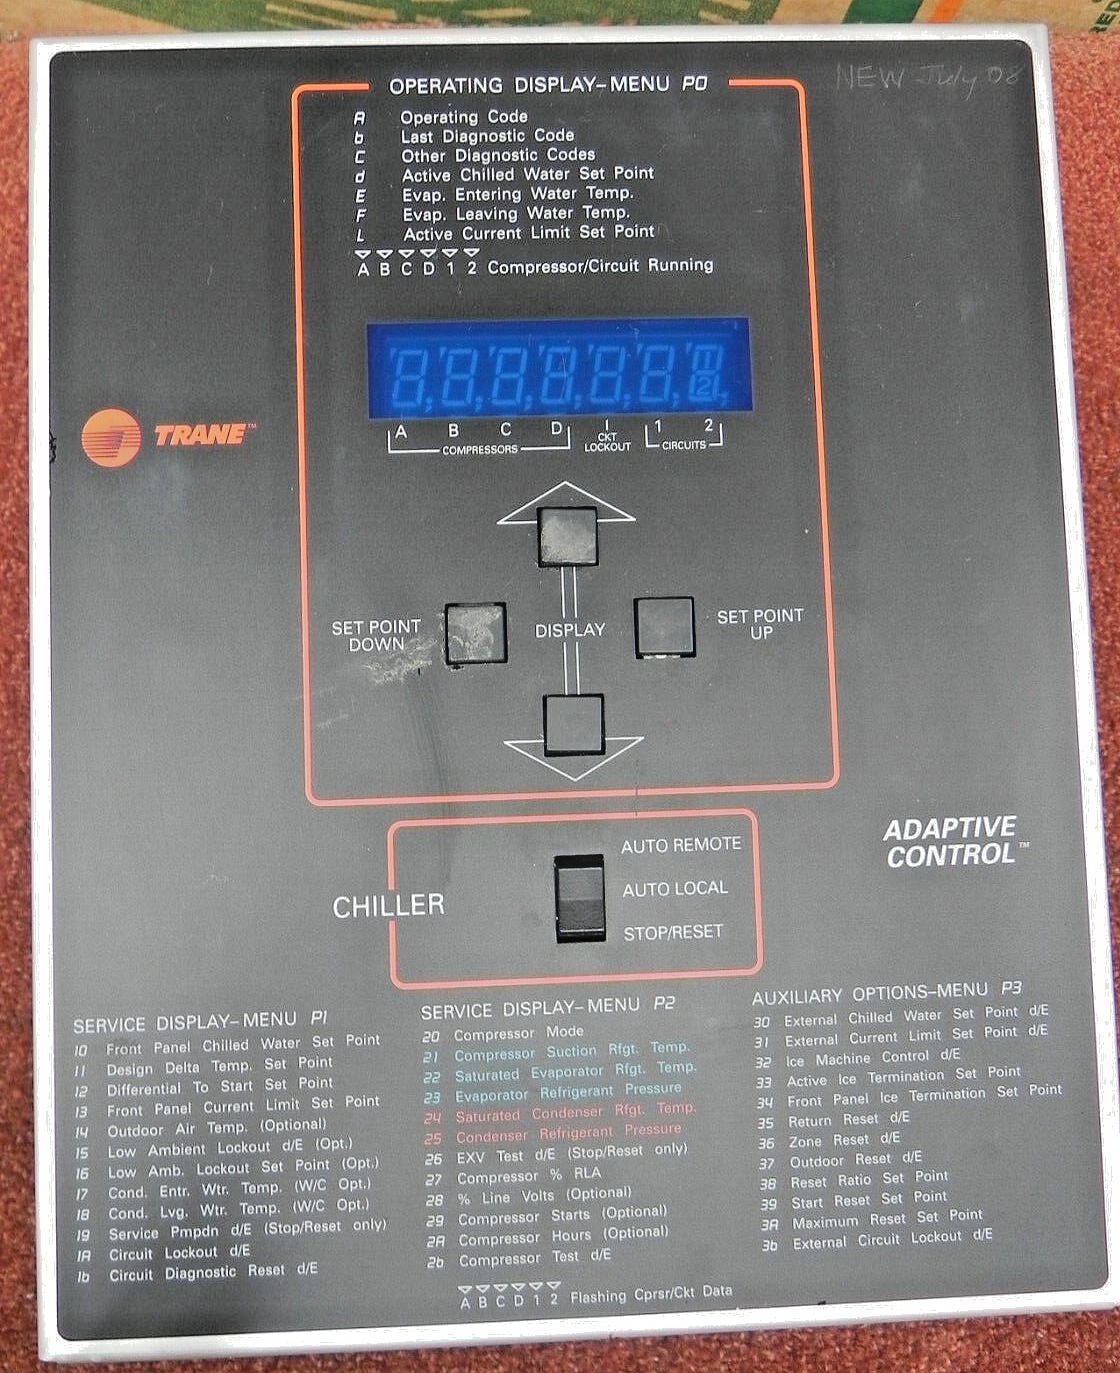 RED
NEW July 08
OPERATING DISPLAY-MENU P0
A Operating Code
b Last Diagnostic Code
C Other Diagnostic Codes
d Active Chilled Water Set Point
E Evap. Entering Water Temp.
F Evap. Leaving Water Temp.
L Active Current Limit Set Point
A B C D 1 2 Compressor/Circuit Running
A B C D I 1 2
COMPRESSORS CKT LOCKOUT CIRCUITS
TRANE™
SET POINT DOWN
DISPLAY
SET POINT UP
ADAPTIVE CONTROL™
CHILLER
AUTO REMOTE
AUTO LOCAL
STOP/RESET
SERVICE DISPLAY-MENU P1
10 Front Panel Chilled Water Set Point
11 Design Delta Temp. Set Point
12 Differential To Start Set Point
13 Front Panel Current Limit Set Point
14 Outdoor Air Temp. (Optional)
15 Low Ambient Lockout d/E (Opt.)
16 Low Amb. Lockout Set Point (Opt.)
17 Cond. Entr. Wtr. Temp. (W/C Opt.)
18 Cond. Lvg. Wtr. Temp. (W/C Opt.)
19 Service Pmpdn d/E (Stop/Reset only)
1A Circuit Lockout d/E
1b Circuit Diagnostic Reset d/E
SERVICE DISPLAY-MENU P2
20 Compressor Mode
21 Compressor Suction Rfgt. Temp.
22 Saturated Evaporator Rfgt. Temp.
23 Evaporator Refrigerant Pressure
24 Saturated Condenser Rfgt. Temp.
25 Condenser Refrigerant Pressure
26 EXV Test d/E (Stop/Reset only)
27 Compressor % RLA
28 % Line Volts (Optional)
29 Compressor Starts (Optional)
2A Compressor Hours (Optional)
2b Compressor Test d/E
A B C D 1 2 Flashing Cprsr/Ckt Data
AUXILIARY OPTIONS-MENU P3
30 External Chilled Water Set Point d/E
31 External Current Limit Set Point d/E
32 Ice Machine Control d/E
33 Active Ice Termination Set Point
34 Front Panel Ice Termination Set Point
35 Return Reset d/E
36 Zone Reset d/E
37 Outdoor Reset d/E
38 Reset Ratio Set Point
39 Start Reset Set Point
3A Maximum Reset Set Point
3b External Circuit Lockout d/E